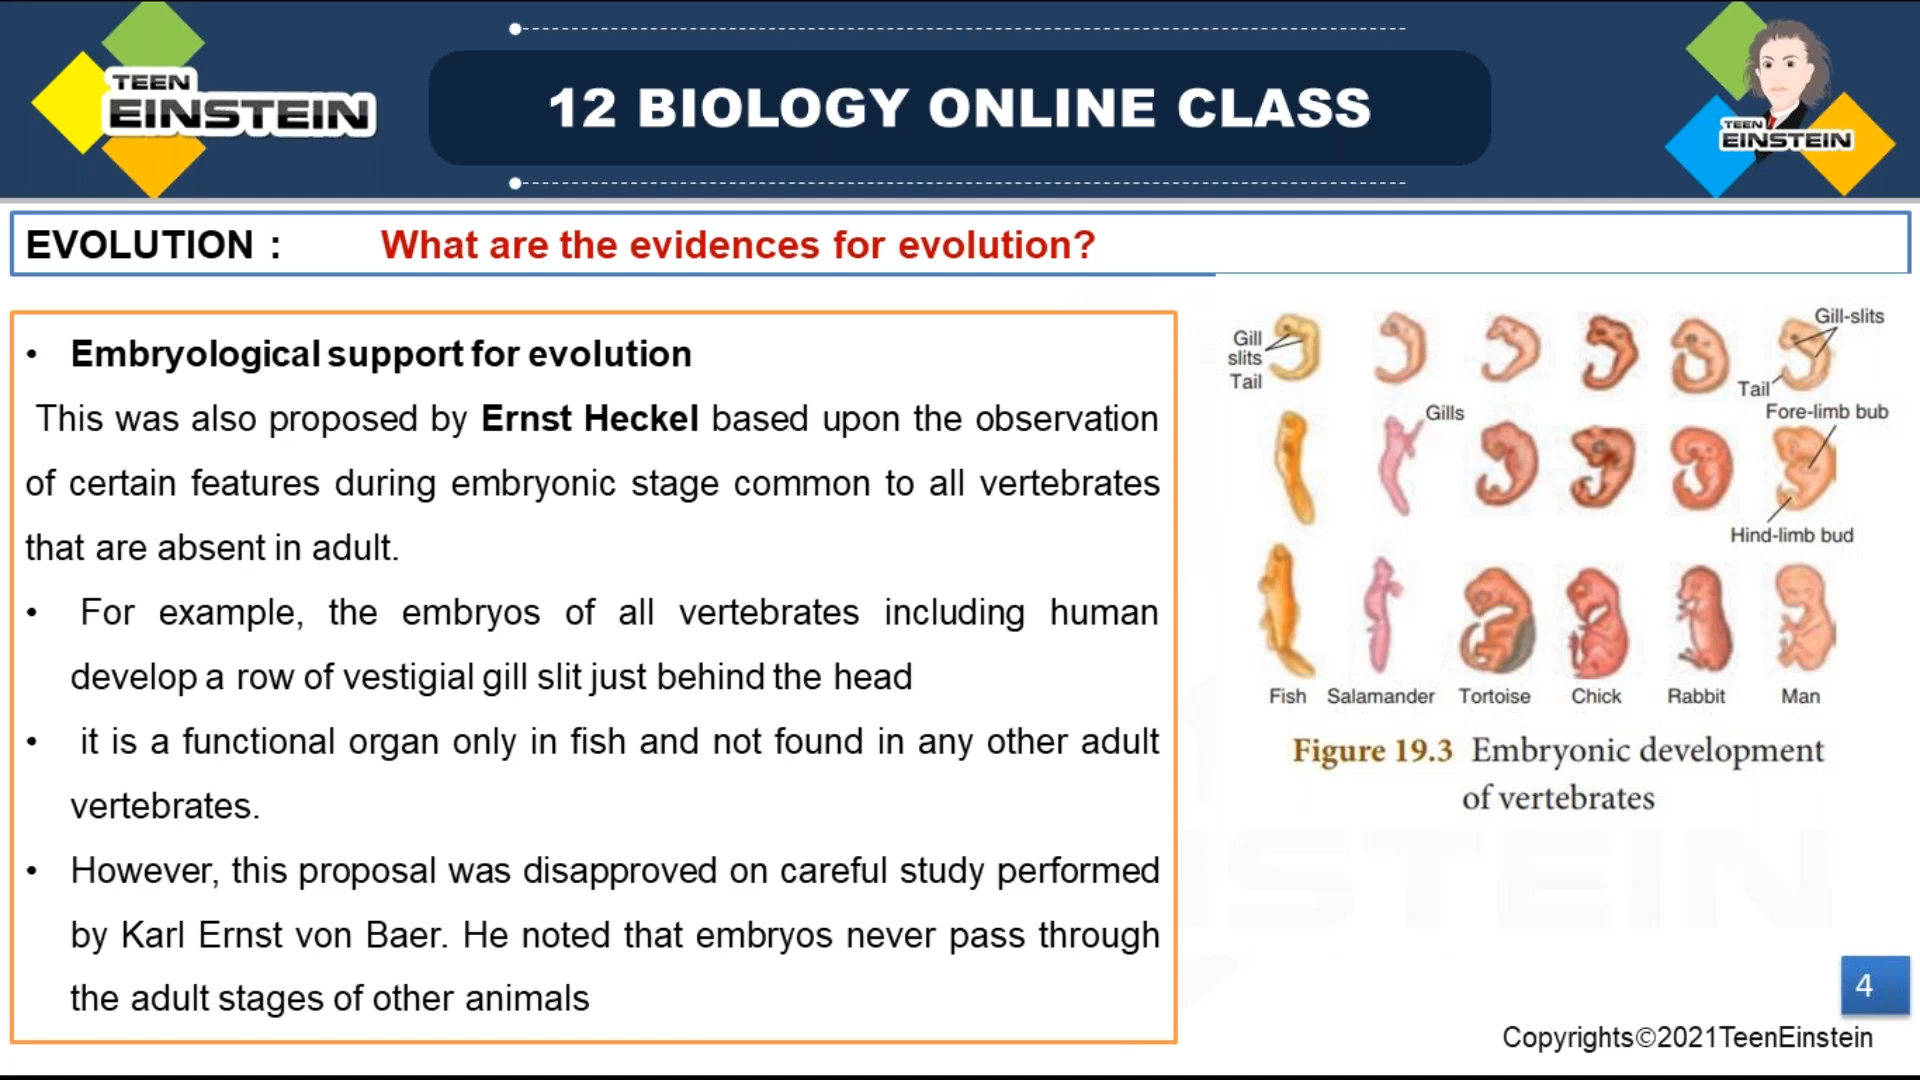 TEEN
EINSTEIN
12 BIOLOGY ONLINE CLASS
TEEN
EINSTEIN
EVOLUTION : What are the evidences for evolution?
• Embryological support for evolution
This was also proposed by Ernst Heckel based upon the observation
of certain features during embryonic stage common to all vertebrates
that are absent in adult.
• For example, the embryos of all vertebrates including human
develop a row of vestigial gill slit just behind the head
• it is a functional organ only in fish and not found in any other adult
vertebrates.
• However, this proposal was disapproved on careful study performed
by Karl Ernst von Baer. He noted that embryos never pass through
the adult stages of other animals
Gill
slits
Tail
Gill-slits
Tail
Gills
Fore-limb bub
Hind-limb bud
Fish Salamander Tortoise Chick Rabbit Man
Figure 19.3 Embryonic development
of vertebrates
4
Copyrights©2021TeenEinstein